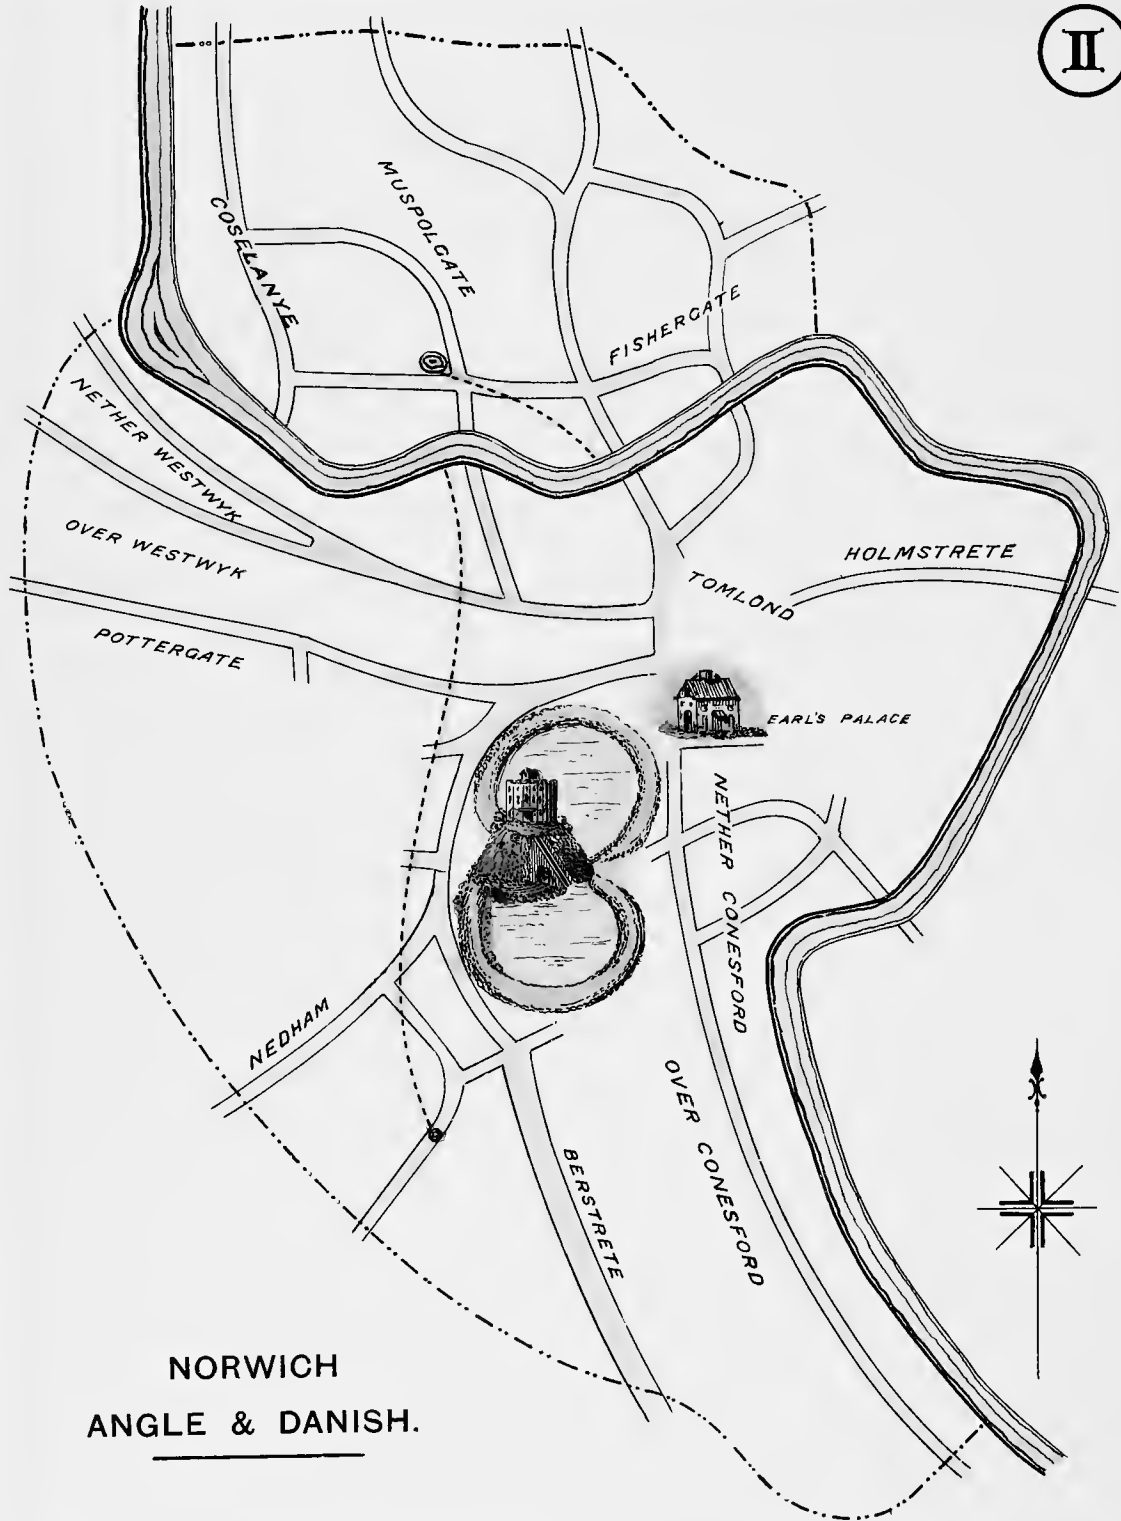 II
MUSPOLGATE
COSELANYE
FISHERGATE
NETHER WESTWYK
OVER WESTWYK
HOLMSTRETE
TOMLOND
POTTERGATE
EARL'S PALACE
NETHER CONESFORD
NEDHAM
OVER CONESFORD
BERSTRETE
NORWICH
ANGLE & DANISH.